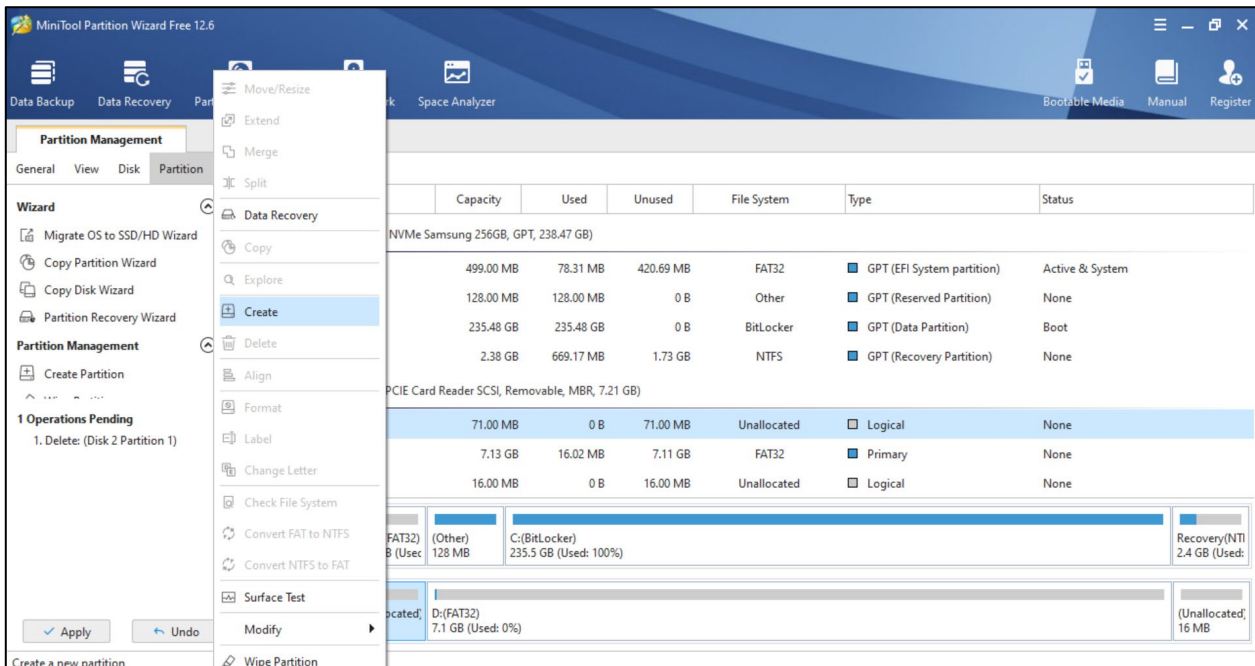 MiniTool Partition Wizard Free 12.6
Data Backup Data Recovery Space Analyzer Bootable Media Manual Register
Partition Management
General View Disk Partition
Wizard
Migrate OS to SSD/HD Wizard
Copy Partition Wizard
Copy Disk Wizard
Partition Recovery Wizard
Partition Management
Create Partition
1 Operations Pending
1. Delete: (Disk 2 Partition 1)
Apply Undo
Create a new partition
Move/Resize
Extend
Merge
Split
Data Recovery
Copy
Explore
Create
Delete
Align
Format
Label
Change Letter
Check File System
Convert FAT to NTFS
Convert NTFS to FAT
Surface Test
Modify
Wipe Partition
Capacity Used Unused File System Type Status
NVMe Samsung 256GB, GPT, 238.47 GB)
499.00 MB 78.31 MB 420.69 MB FAT32 GPT (EFI System partition) Active & System
128.00 MB 128.00 MB 0 B Other GPT (Reserved Partition) None
235.48 GB 235.48 GB 0 B BitLocker GPT (Data Partition) Boot
2.38 GB 669.17 MB 1.73 GB NTFS GPT (Recovery Partition) None
PCIE Card Reader SCSI, Removable, MBR, 7.21 GB)
71.00 MB 0 B 71.00 MB Unallocated Logical None
7.13 GB 16.02 MB 7.11 GB FAT32 Primary None
16.00 MB 0 B 16.00 MB Unallocated Logical None
FAT32) (Other) C:(BitLocker) Recovery(NTI
B (Usec 128 MB 235.5 GB (Used: 100%) 2.4 GB (Used:
ocated) D:(FAT32) (Unallocated)
7.1 GB (Used: 0%) 16 MB